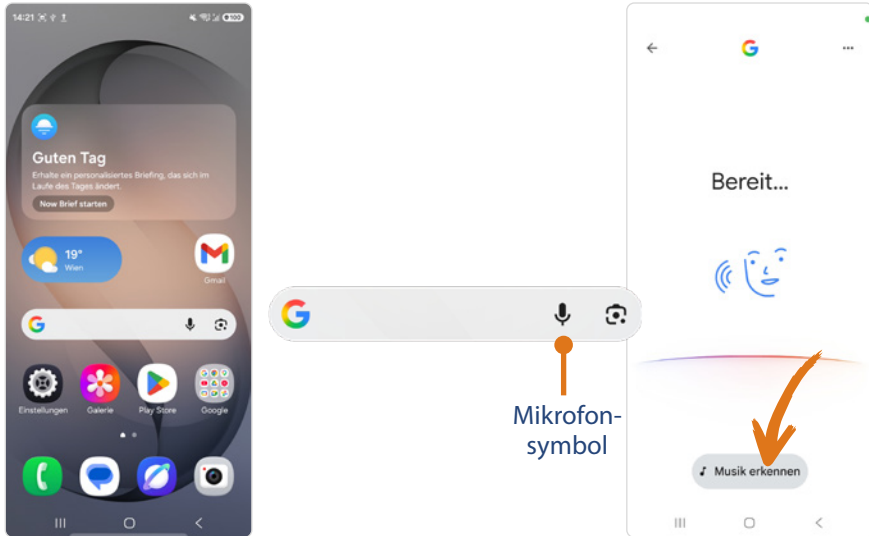 14:21
100
Guten Tag
Erhalte ein personalisiertes Briefing, das sich im
Laufe des Tages ändert.
Now Brief starten
19°
Wien
Gmail
Einstellungen
Galerie
Play Store
Google
Mikrofon-
symbol
Bereit...
Musik erkennen